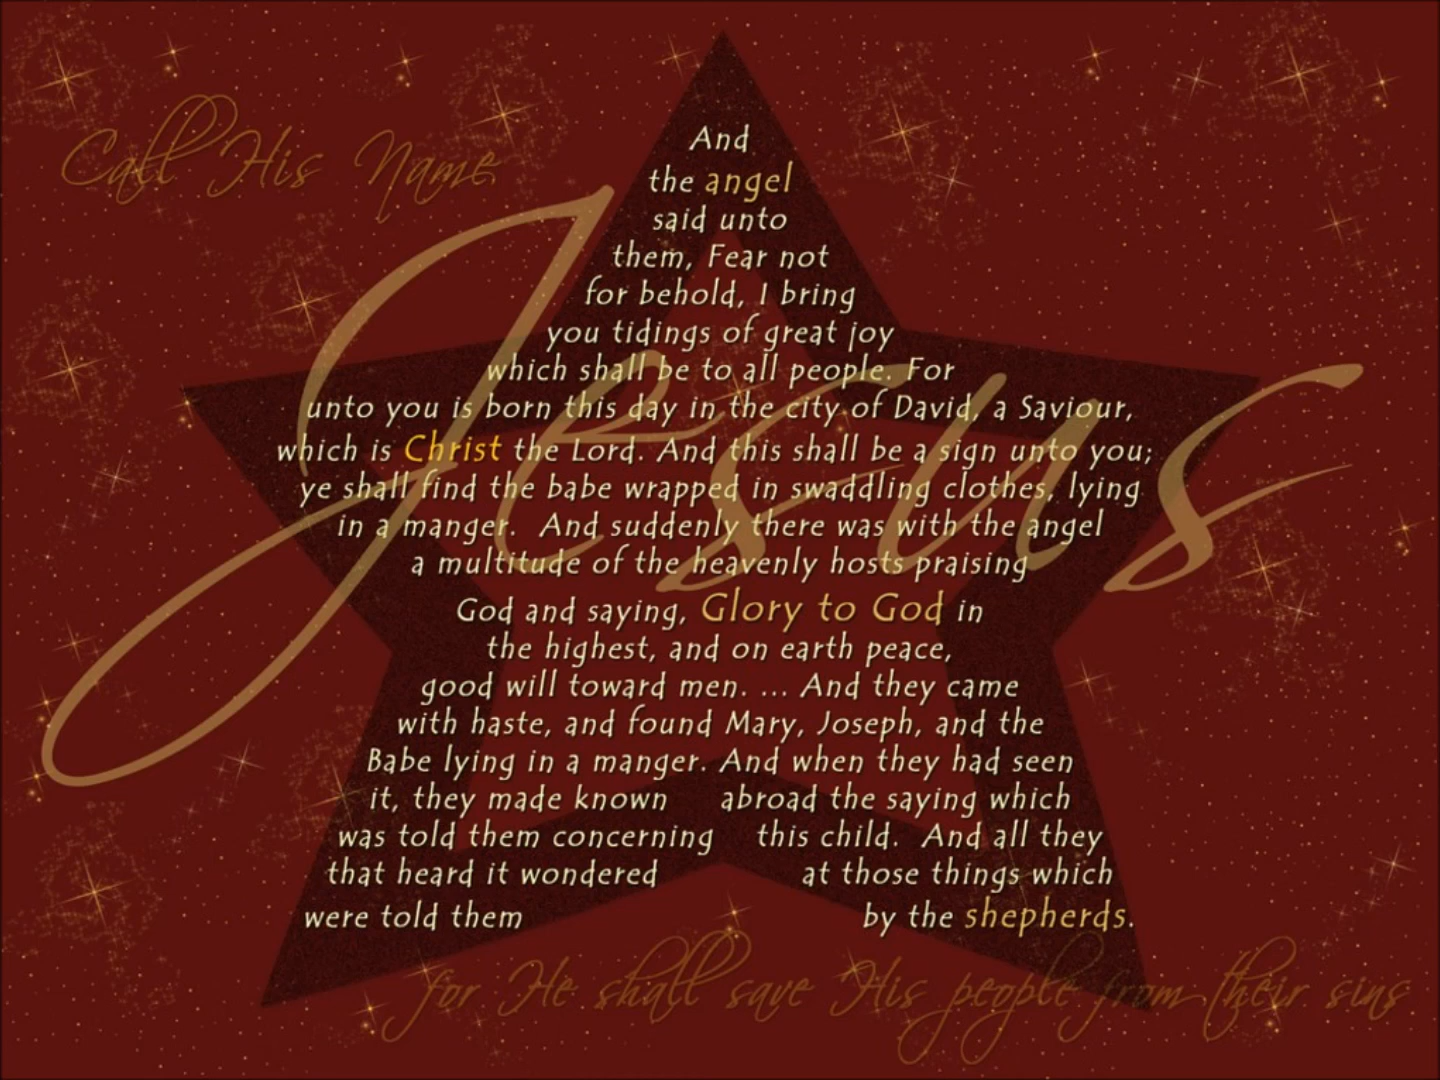 Call His Name
Jesus
And
the angel
said unto
them, Fear not
for behold, I bring
you tidings of great joy
which shall be to all people. For
unto you is born this day in the city of David, a Saviour,
which is Christ the Lord. And this shall be a sign unto you;
ye shall find the babe wrapped in swaddling clothes, lying
in a manger. And suddenly there was with the angel
a multitude of the heavenly hosts praising
God and saying, Glory to God in
the highest, and on earth peace,
good will toward men. ... And they came
with haste, and found Mary, Joseph, and the
Babe lying in a manger. And when they had seen
it, they made known abroad the saying which
was told them concerning this child. And all they
that heard it wondered at those things which
were told them by the shepherds.
for He shall save His people from their sins